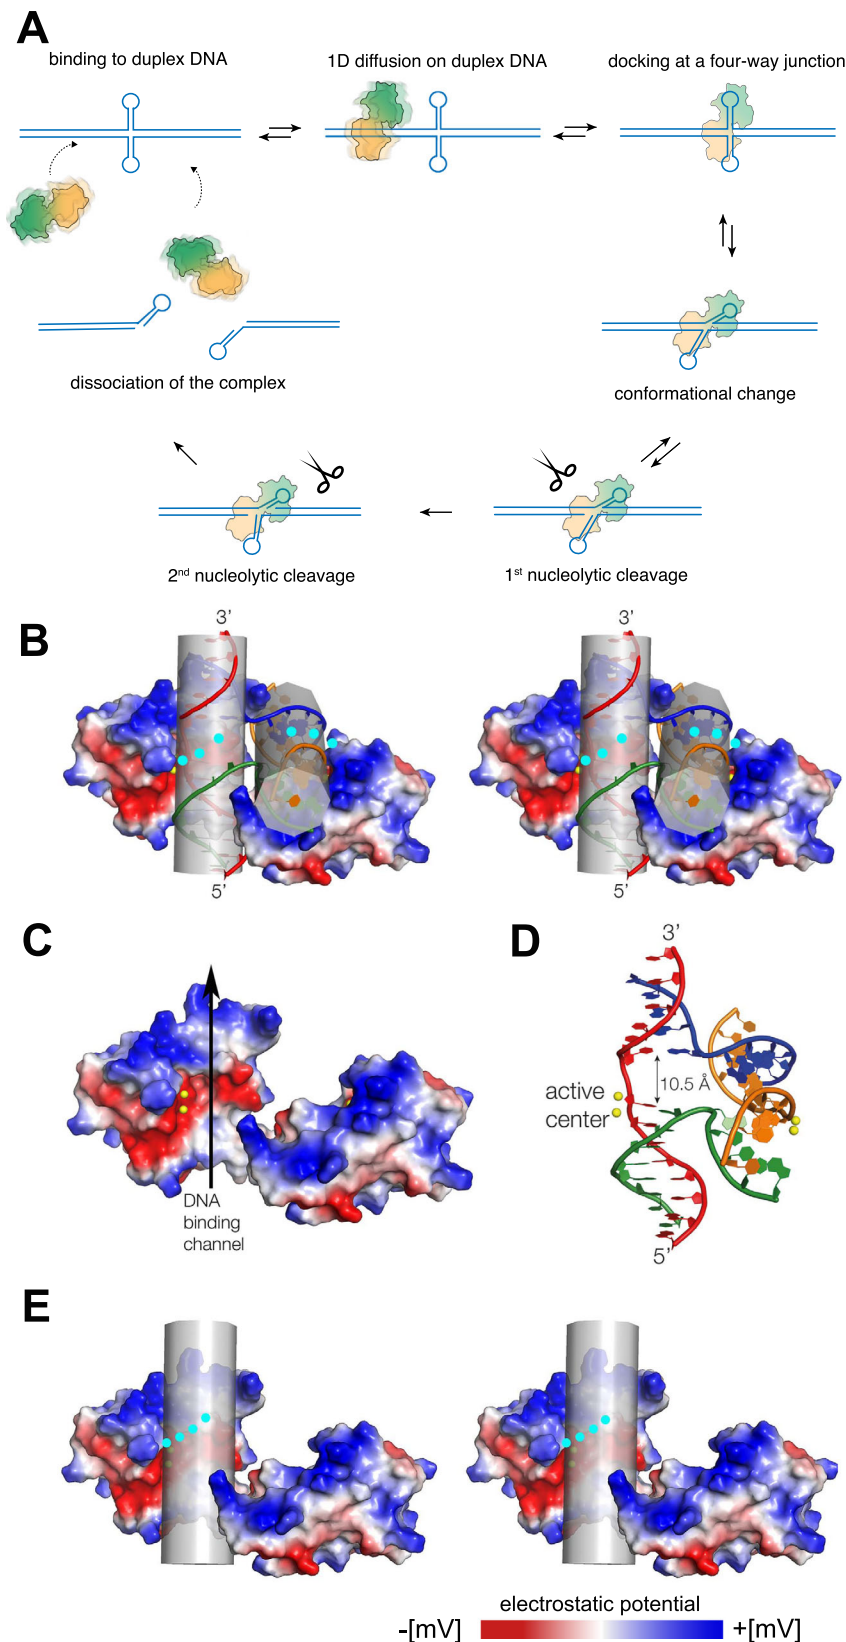 A
binding to duplex DNA
1D diffusion on duplex DNA
docking at a four-way junction
dissociation of the complex
conformational change
2nd nucleolytic cleavage
1st nucleolytic cleavage
B
3’
3’
5’
5’
C
D
3’
10.5 Å
active
center
DNA
binding
channel
5’
E
electrostatic potential
-[mV]
+[mV]